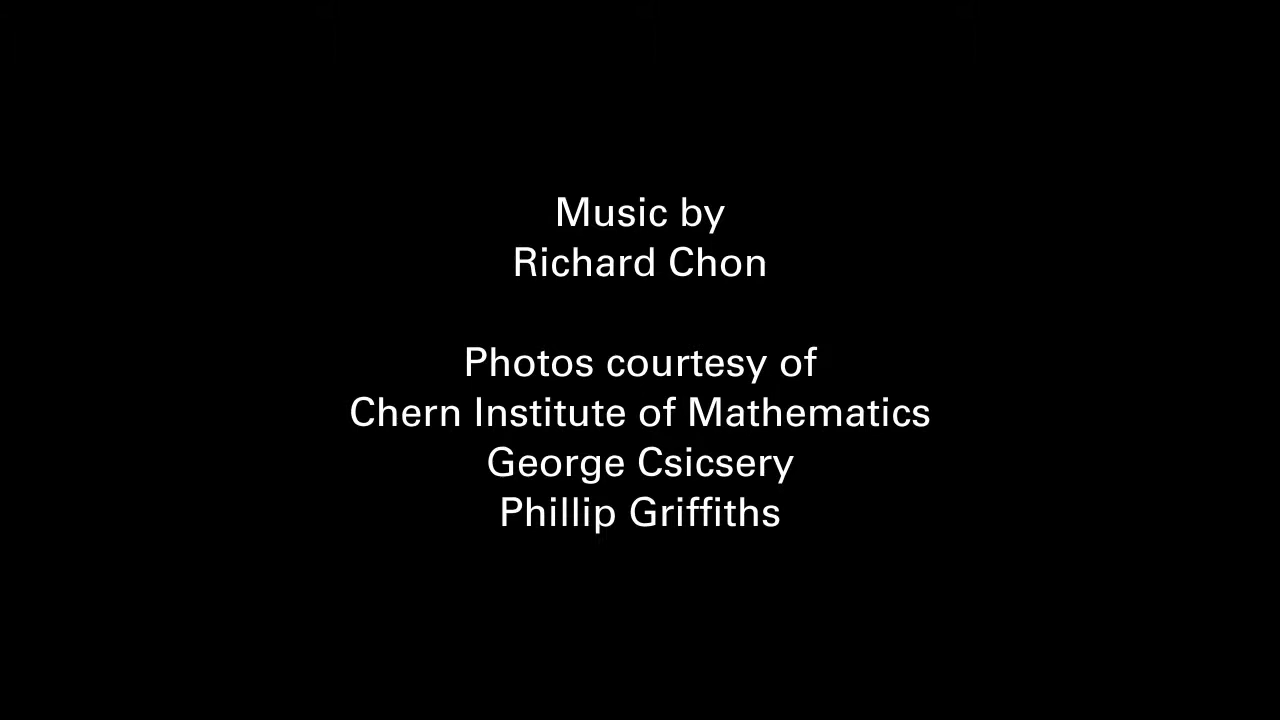 Music by
Richard Chon
Photos courtesy of
Chern Institute of Mathematics
George Csicsery
Phillip Griffiths